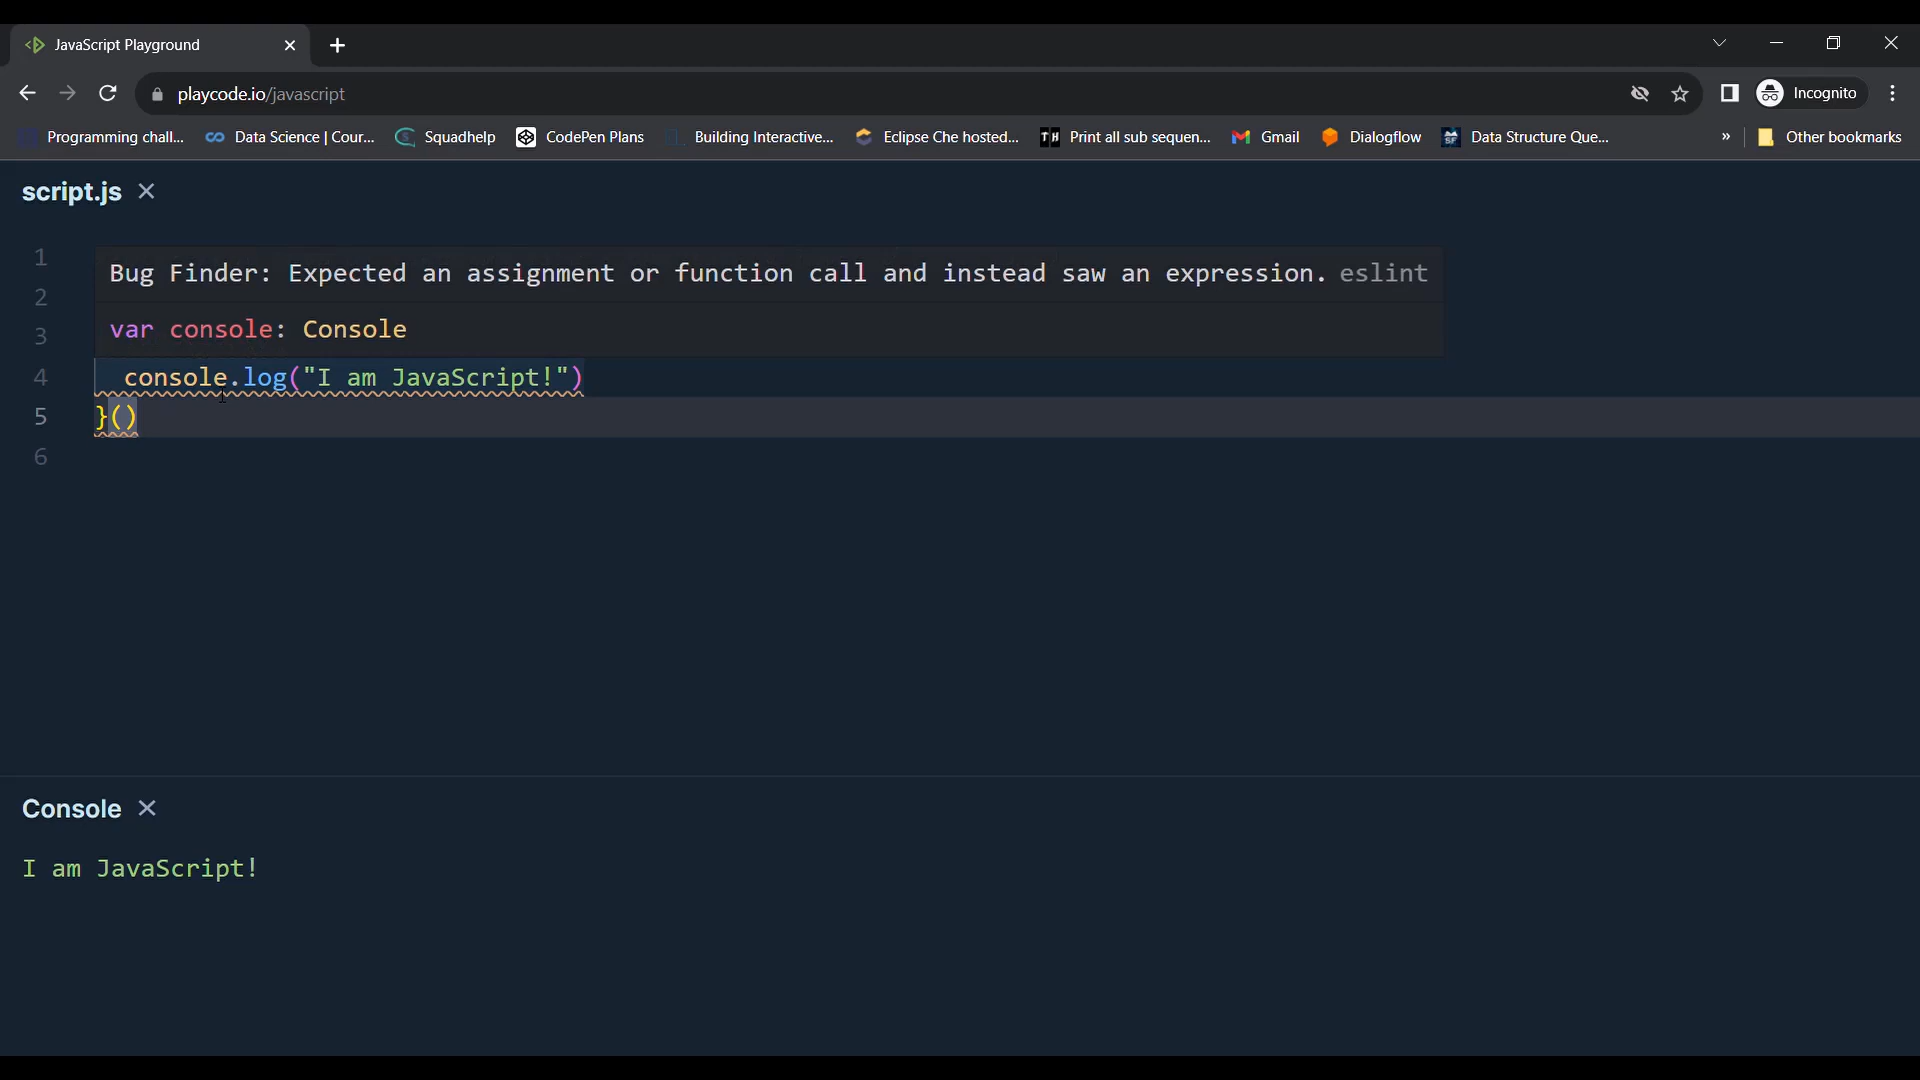 JavaScript Playground
playcode.io/javascript
Incognito
Programming chall...
Data Science | Cour...
Squadhelp
CodePen Plans
Building Interactive...
Eclipse Che hosted...
TH
Print all sub sequen...
Gmail
Dialogflow
SF
Data Structure Que...
»
Other bookmarks
script.js
1
2
3
4
5
6
Bug Finder: Expected an assignment or function call and instead saw an expression. eslint
var console: Console
console.log("I am JavaScript!")
}()
Console
I am JavaScript!